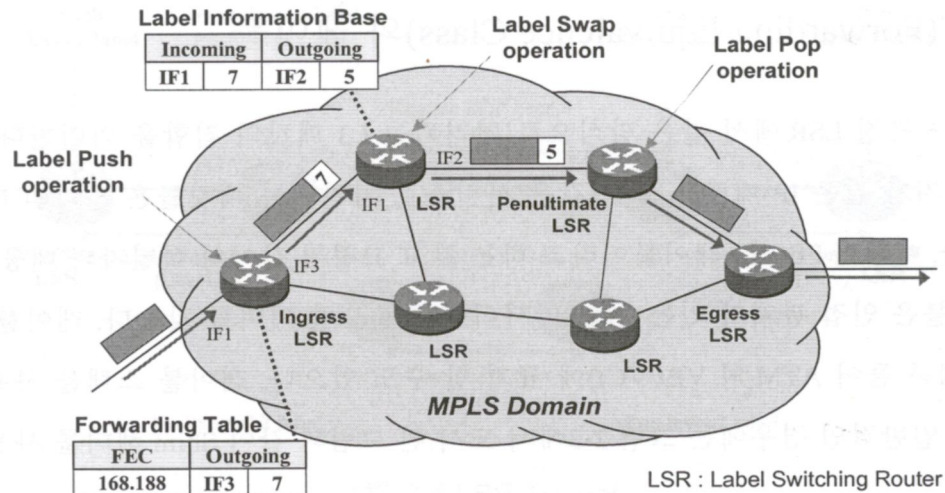 Label Information Base
Incoming Outgoing
IF1 7 IF2 5
Label Swap
operation
Label Pop
operation
Label Push
operation
7
IF1
IF2
5
LSR
Penultimate
LSR
IF3
IF1
Ingress
LSR
LSR
LSR
Egress
LSR
MPLS Domain
Forwarding Table
FEC Outgoing
168.188 IF3 7
LSR : Label Switching Router